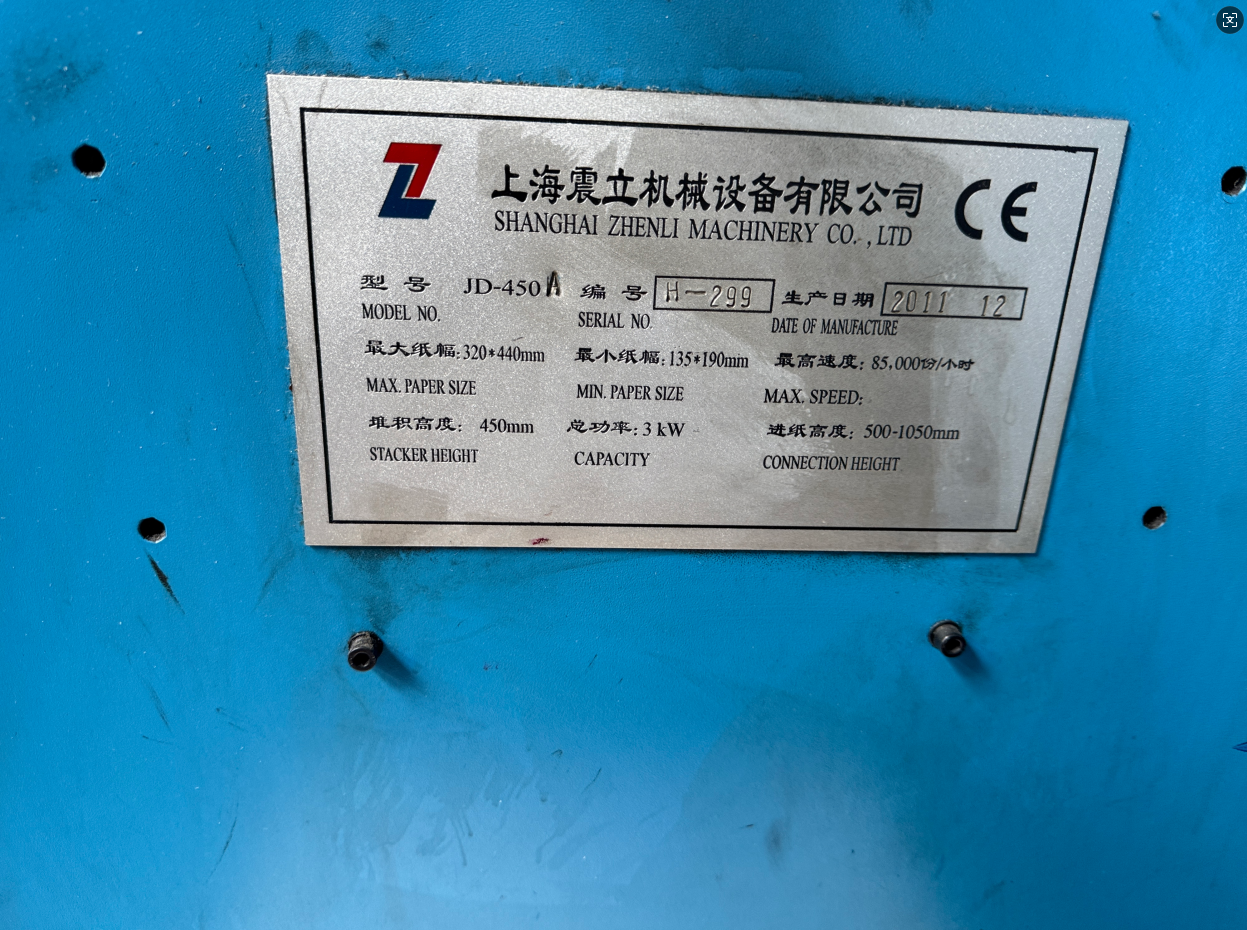 上海震立机械设备有限公司
SHANGHAI ZHENLI MACHINERY CO. , LTD
CE
型号 JD-450A 编号 H-299 生产日期 2011 12
MODEL NO. SERIAL NO. DATE OF MANUFACTURE
最大纸幅:320*440mm 最小纸幅:135*190mm 最高速度: 85,000份/小时
MAX. PAPER SIZE MIN. PAPER SIZE MAX. SPEED:
堆积高度: 450mm 总功率:3 kW 进纸高度: 500-1050mm
STACKER HEIGHT CAPACITY CONNECTION HEIGHT